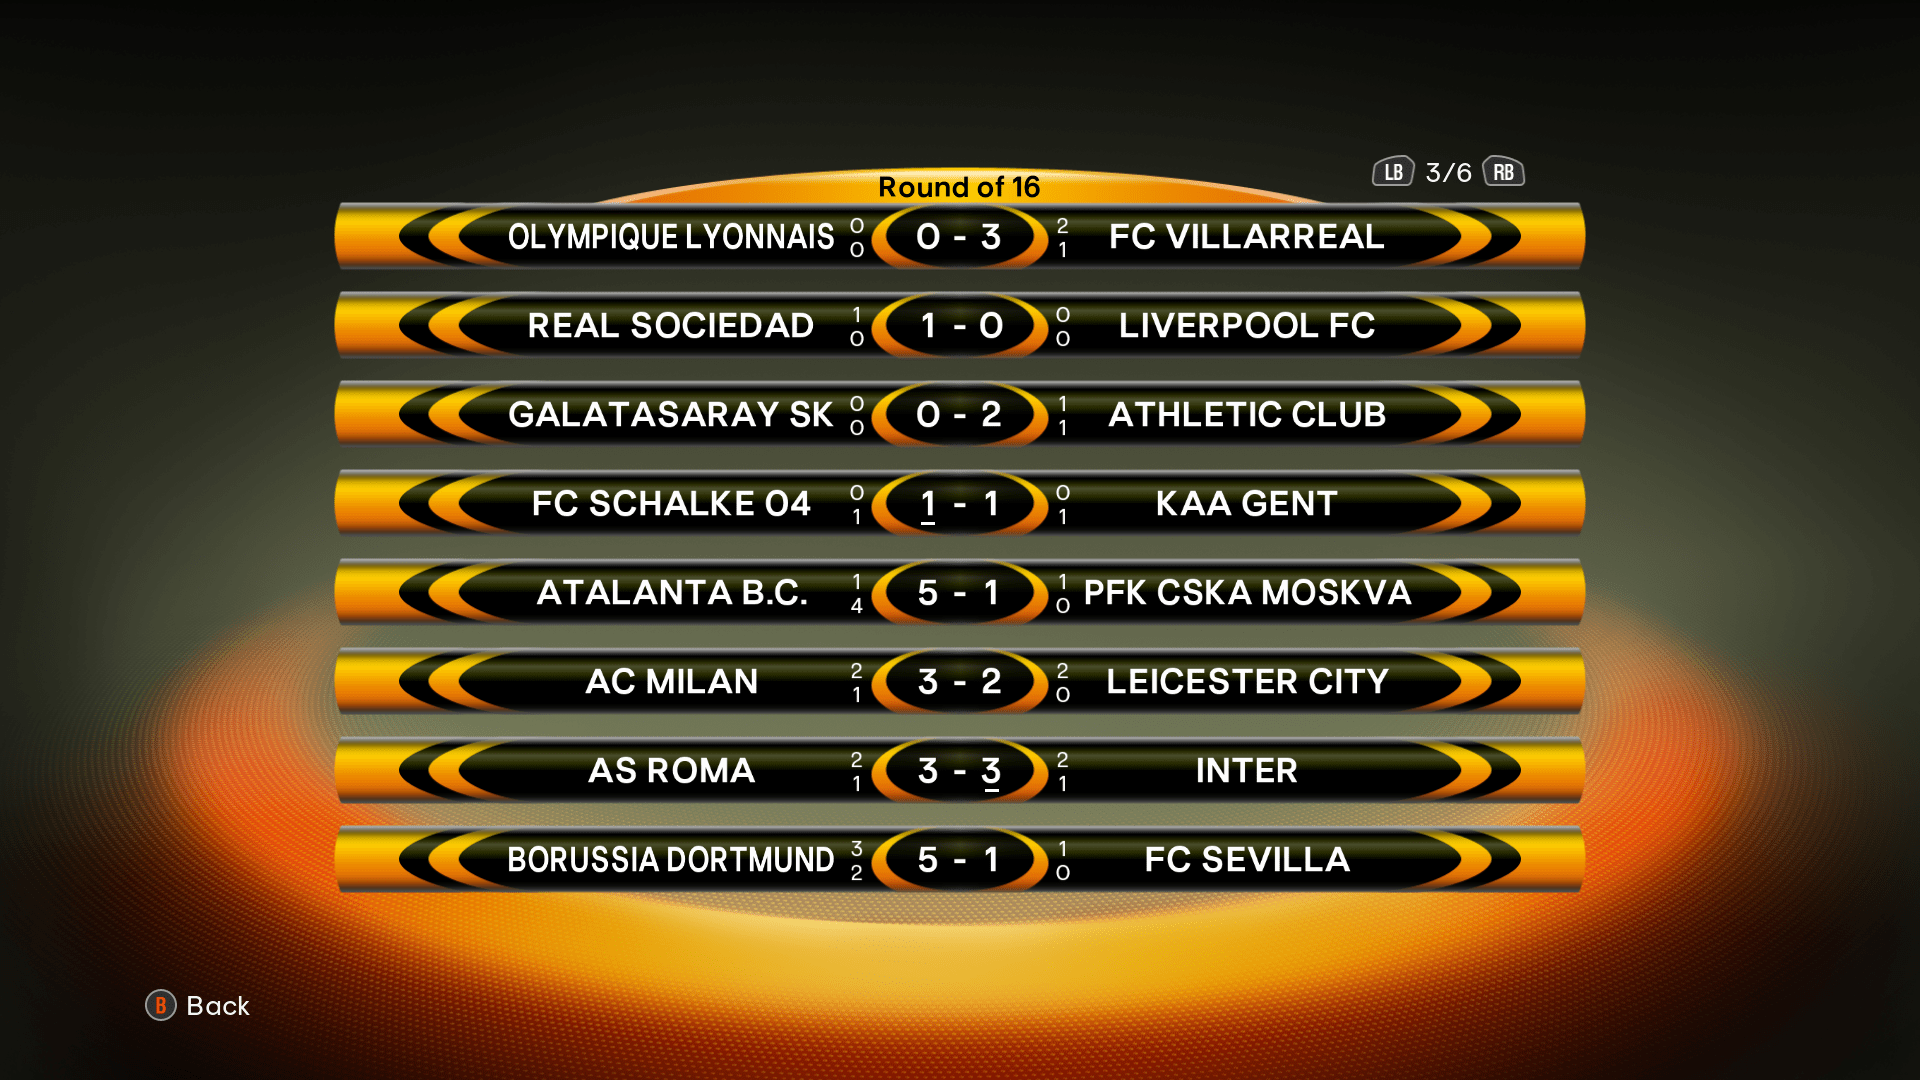 LB 3/6 RB
Round of 16
OLYMPIQUE LYONNAIS 0 0 0 - 3 2 1 FC VILLARREAL
REAL SOCIEDAD 1 0 1 - 0 0 0 LIVERPOOL FC
GALATASARAY SK 0 0 0 - 2 1 1 ATHLETIC CLUB
FC SCHALKE 04 0 1 1 - 1 0 1 KAA GENT
ATALANTA B.C. 1 4 5 - 1 1 0 PFK CSKA MOSKVA
AC MILAN 2 1 3 - 2 2 0 LEICESTER CITY
AS ROMA 2 1 3 - 3 2 1 INTER
BORUSSIA DORTMUND 3 2 5 - 1 1 0 FC SEVILLA
B Back